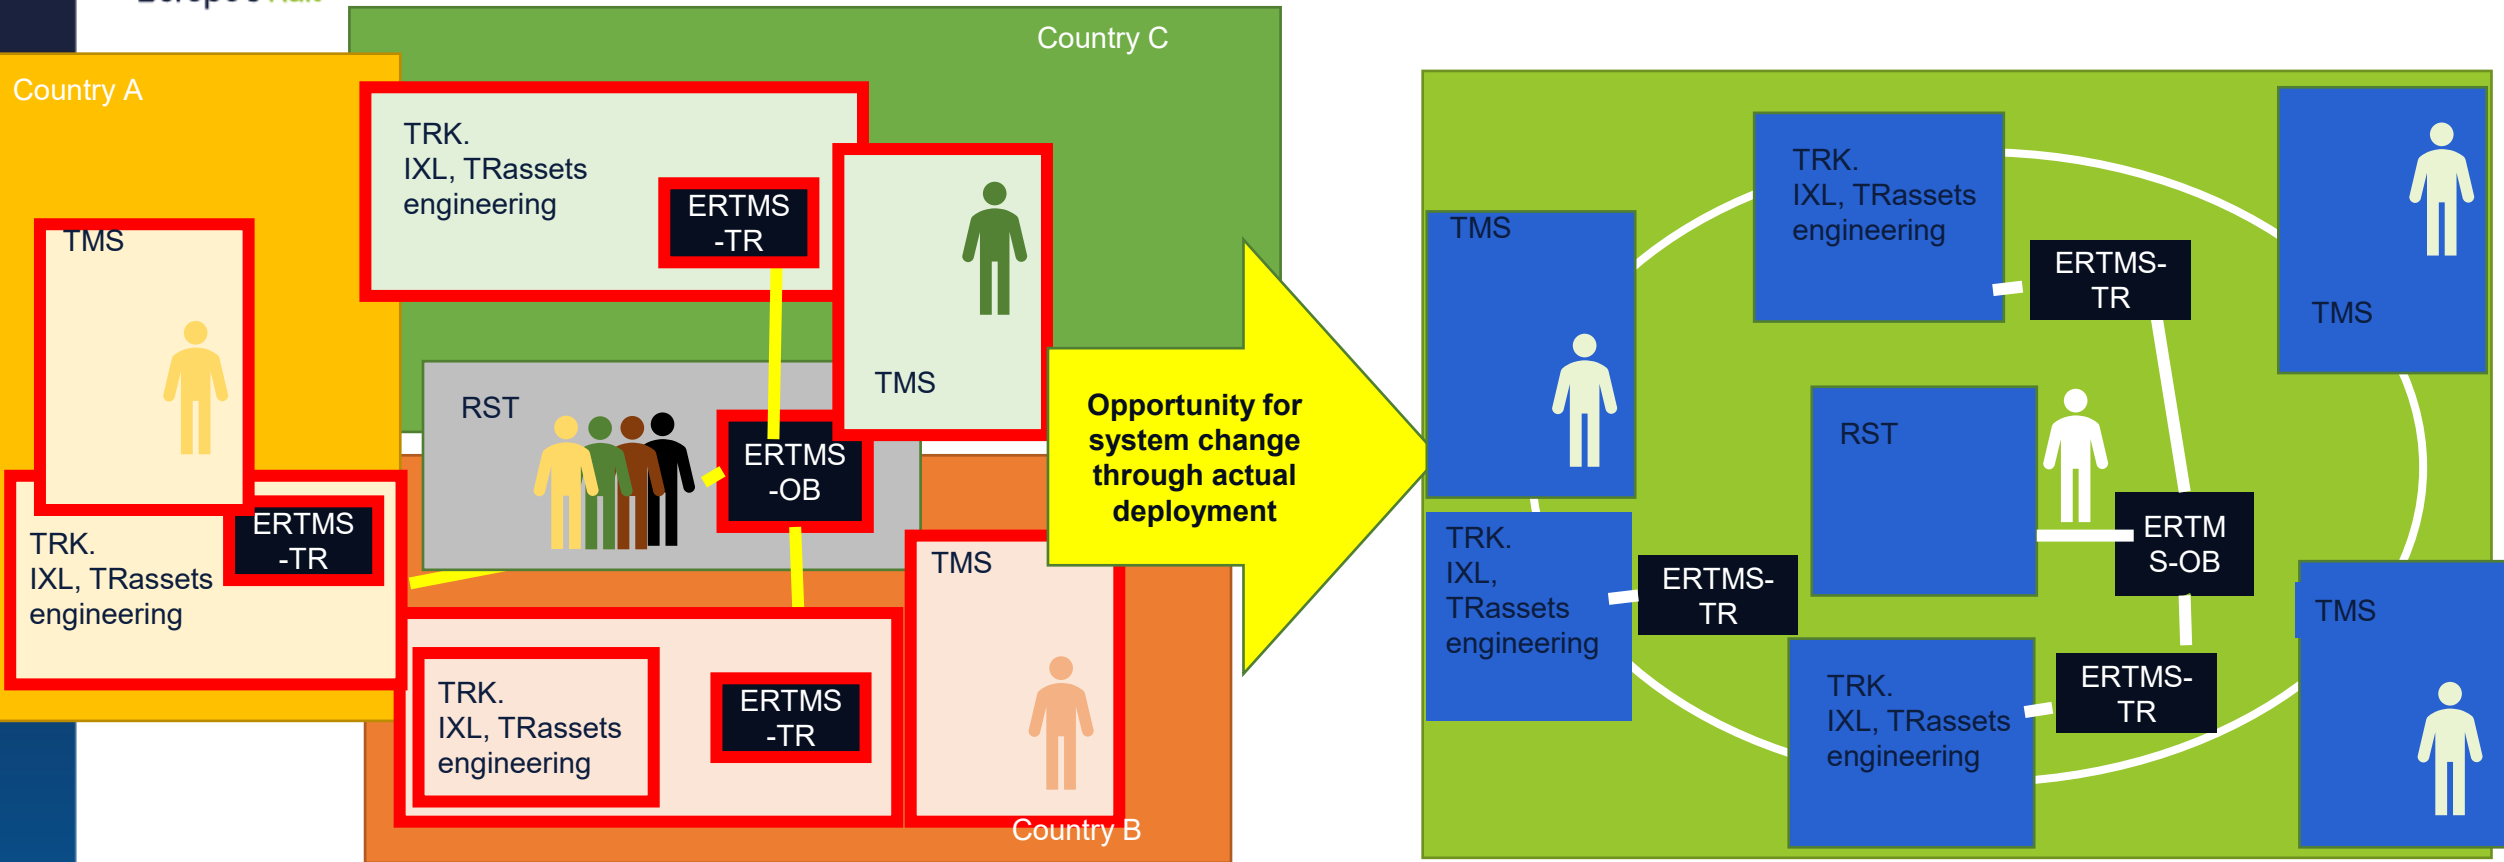 Europe's Rail
Country C
Country A
TRK.
IXL, TRassets
engineering
ERTMS
-TR
TMS
TMS
RST
ERTMS
-OB
ERTMS
-TR
TRK.
IXL, TRassets
engineering
TMS
TRK.
IXL, TRassets
engineering
ERTMS
-TR
Country B
Opportunity for
system change
through actual
deployment
TRK.
IXL, TRassets
engineering
TMS
ERTMS-
TR
TMS
RST
ERTM
S-OB
TRK.
IXL,
TRassets
engineering
ERTMS-
TR
TMS
TRK.
IXL, TRassets
engineering
ERTMS-
TR